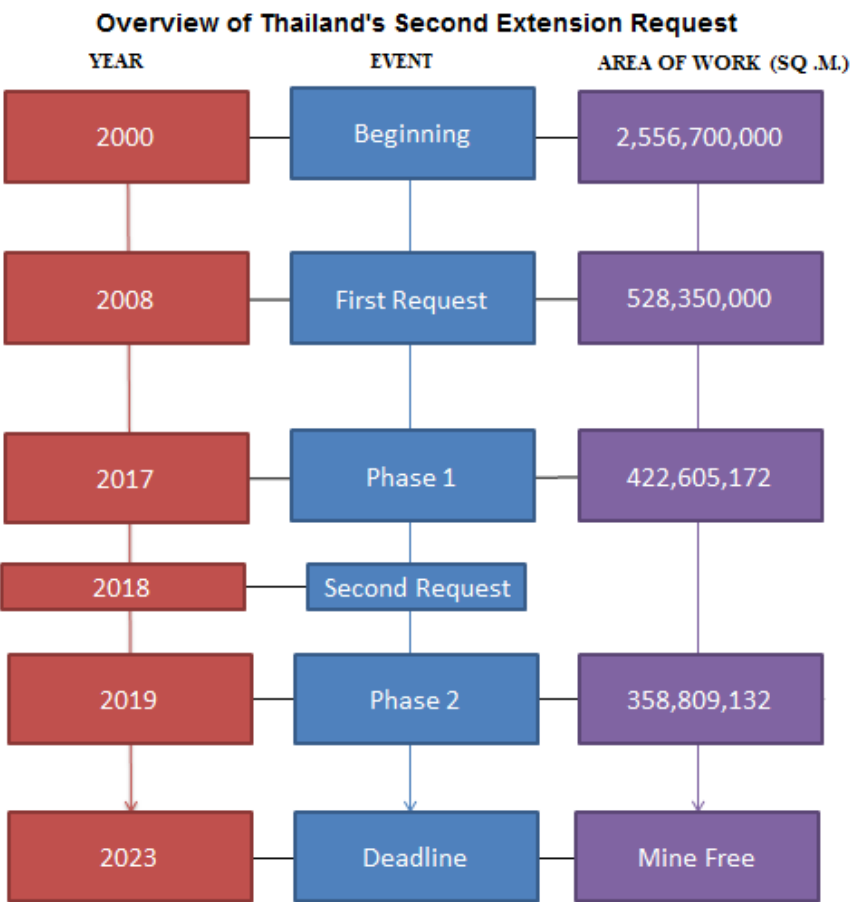 Overview of Thailand's Second Extension Request
YEAR EVENT AREA OF WORK (SQ .M.)
2000 Beginning 2,556,700,000
2008 First Request 528,350,000
2017 Phase 1 422,605,172
2018 Second Request
2019 Phase 2 358,809,132
2023 Deadline Mine Free